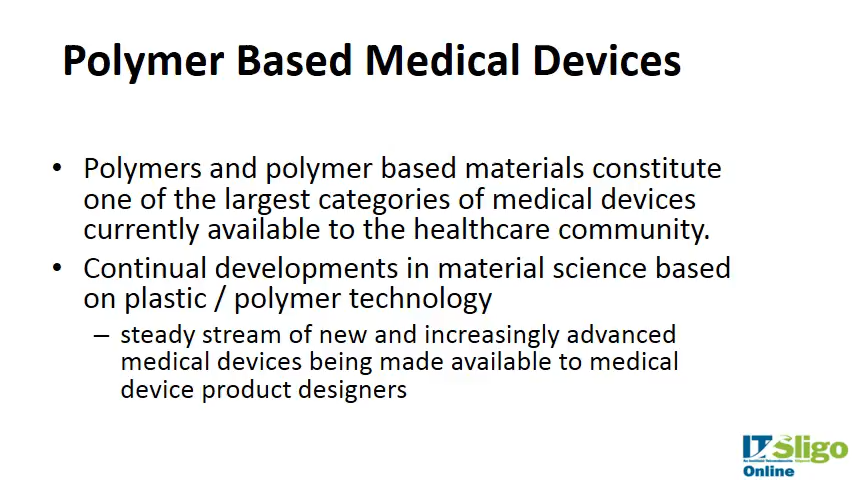 Polymer Based Medical Devices
• Polymers and polymer based materials constitute
one of the largest categories of medical devices
currently available to the healthcare community.
• Continual developments in material science based
on plastic / polymer technology
– steady stream of new and increasingly advanced
medical devices being made available to medical
device product designers
IT Sligo
Online